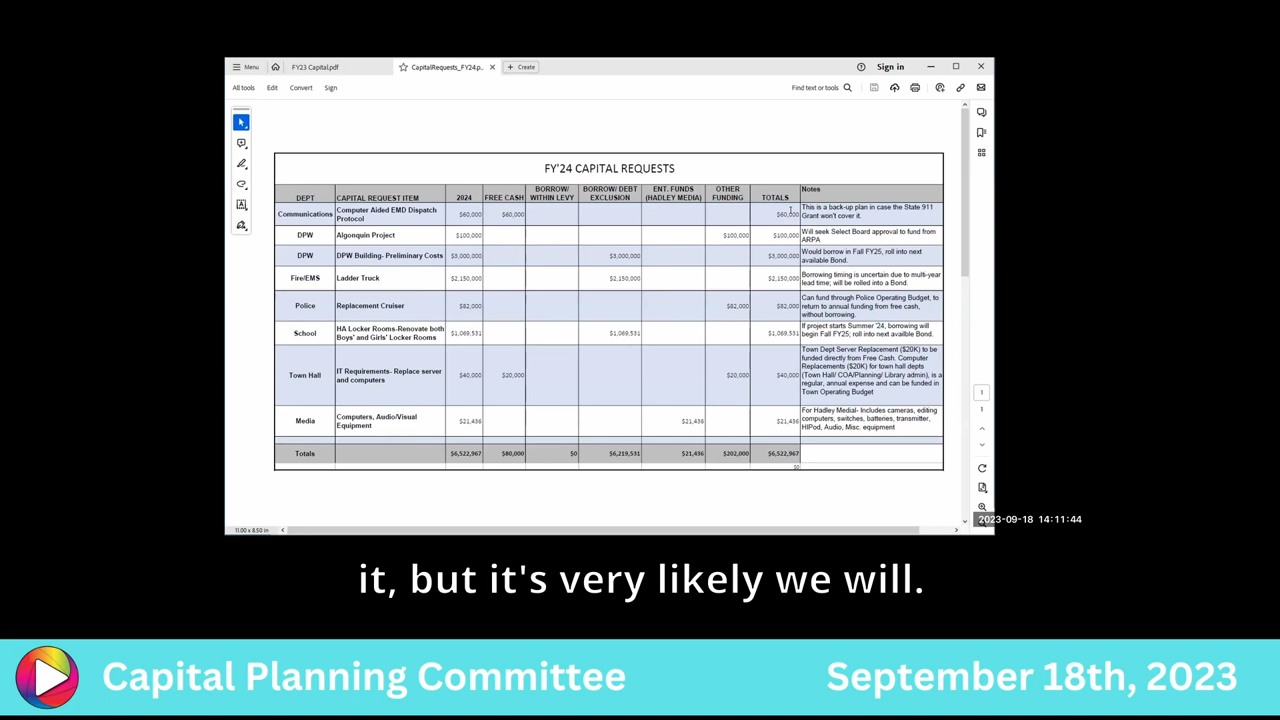 Menu FY23 Capital.pdf CapitalRequests_FY24.p.. Create Sign in
All tools Edit Convert Sign Find text or tools
FY'24 CAPITAL REQUESTS
DEPT CAPITAL REQUEST ITEM 2024 FREE CASH BORROW/ WITHIN LEVY BORROW/ DEBT EXCLUSION ENT. FUNDS (HADLEY MEDIA) OTHER FUNDING TOTALS Notes
Communications Computer Aided EMD Dispatch Protocol $60,000 $60,000 $60,000 This is a back-up plan in case the State 911 Grant won't cover it.
DPW Algonquin Project $100,000 $100,000 $100,000 Will seek Select Board approval to fund from ARPA
DPW DPW Building- Preliminary Costs $3,000,000 $3,000,000 $3,000,000 Would borrow in Fall FY25, roll into next available Bond.
Fire/EMS Ladder Truck $2,150,000 $2,150,000 $2,150,000 Borrowing timing is uncertain due to multi-year lead time; will be rolled into a Bond.
Police Replacement Cruiser $82,000 $82,000 $82,000 Can fund through Police Operating Budget, to return to annual funding from free cash, without borrowing.
School HA Locker Rooms-Renovate both Boys' and Girls' Locker Rooms $1,069,531 $1,069,531 $1,069,531 If project starts Summer '24, borrowing will begin Fall FY25; roll into next availble Bond.
Town Hall IT Requirements- Replace server and computers $40,000 $20,000 $20,000 $40,000 Town Dept Server Replacement ($20K) to be funded directly from Free Cash. Computer Replacements ($20K) for town hall depts (Town Hall/ COA/Planning/ Library admin), is a regular, annual expense and can be funded in Town Operating Budget
Media Computers, Audio/Visual Equipment $21,436 $21,436 $21,436 For Hadley Medial- Includes cameras, editing computers, switches, batteries, transmitter, HIPod, Audio, Misc. equipment
Totals $6,522,967 $80,000 $0 $6,219,531 $21,436 $202,000 $6,522,967
$0
1
1
11.00 x 8.50 in
2023-09-18 14:11:44
it, but it's very likely we will.
Capital Planning Committee September 18th, 2023